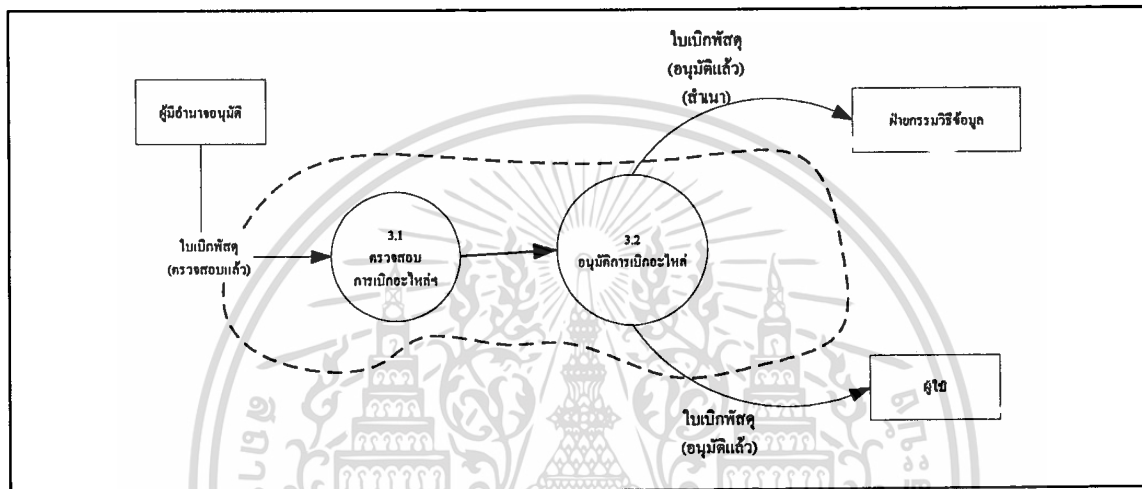 ใบเบิกพัสดุ
(อนุมัติแล้ว)
(สำเนา)
ผู้มีอำนาจอนุมัติ
ฝ่ายกรรมวิธีข้อมูล
ใบเบิกพัสดุ
(ตรวจสอบแล้ว)
3.1
ตรวจสอบ
การเบิกอะไหล่ฯ
3.2
อนุมัติการเบิกอะไหล่
ผู้ใช้
ใบเบิกพัสดุ
(อนุมัติแล้ว)